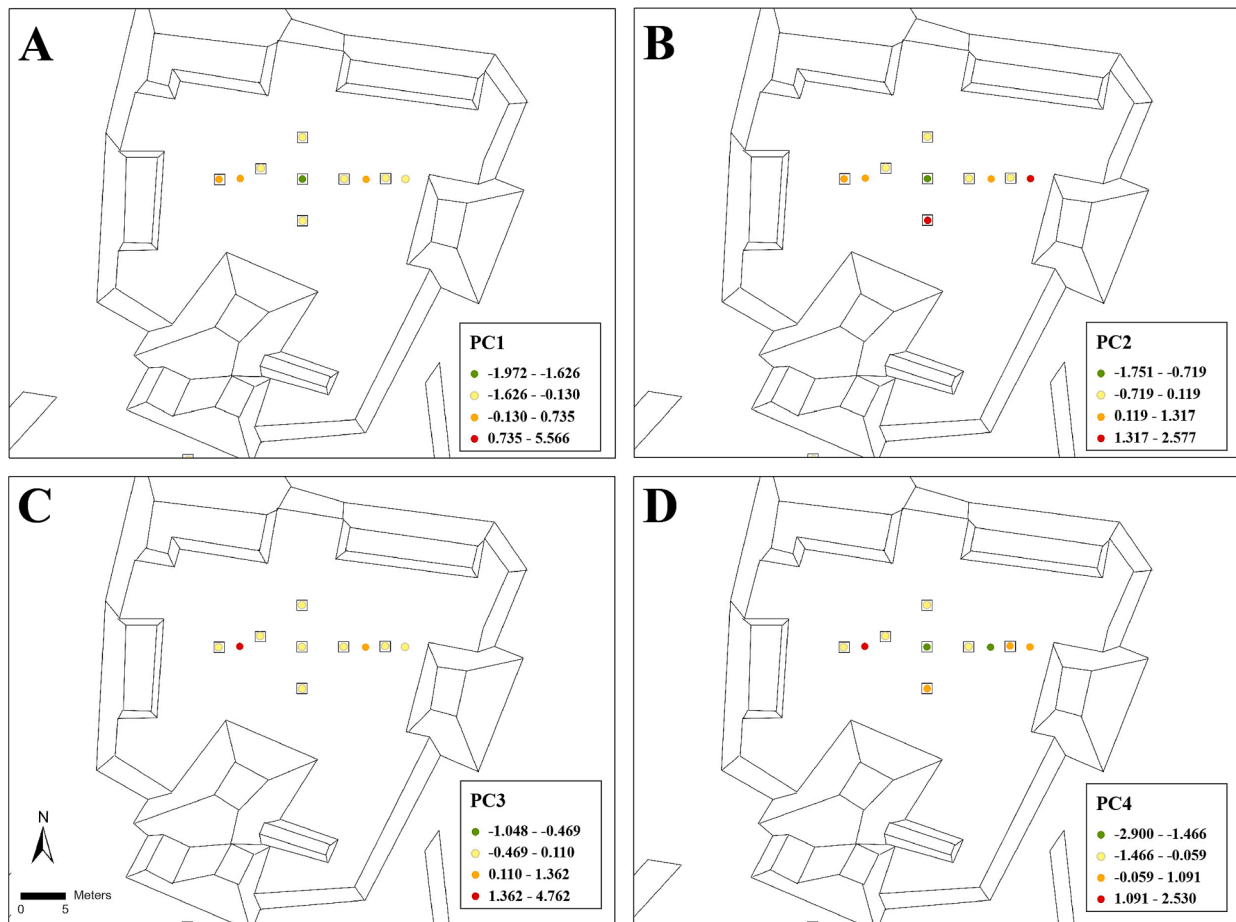 A
PC1
-1.972 - -1.626
-1.626 - -0.130
-0.130 - 0.735
0.735 - 5.566
B
PC2
-1.751 - -0.719
-0.719 - 0.119
0.119 - 1.317
1.317 - 2.577
C
N
0 5 Meters
PC3
-1.048 - -0.469
-0.469 - 0.110
0.110 - 1.362
1.362 - 4.762
D
PC4
-2.900 - -1.466
-1.466 - -0.059
-0.059 - 1.091
1.091 - 2.530